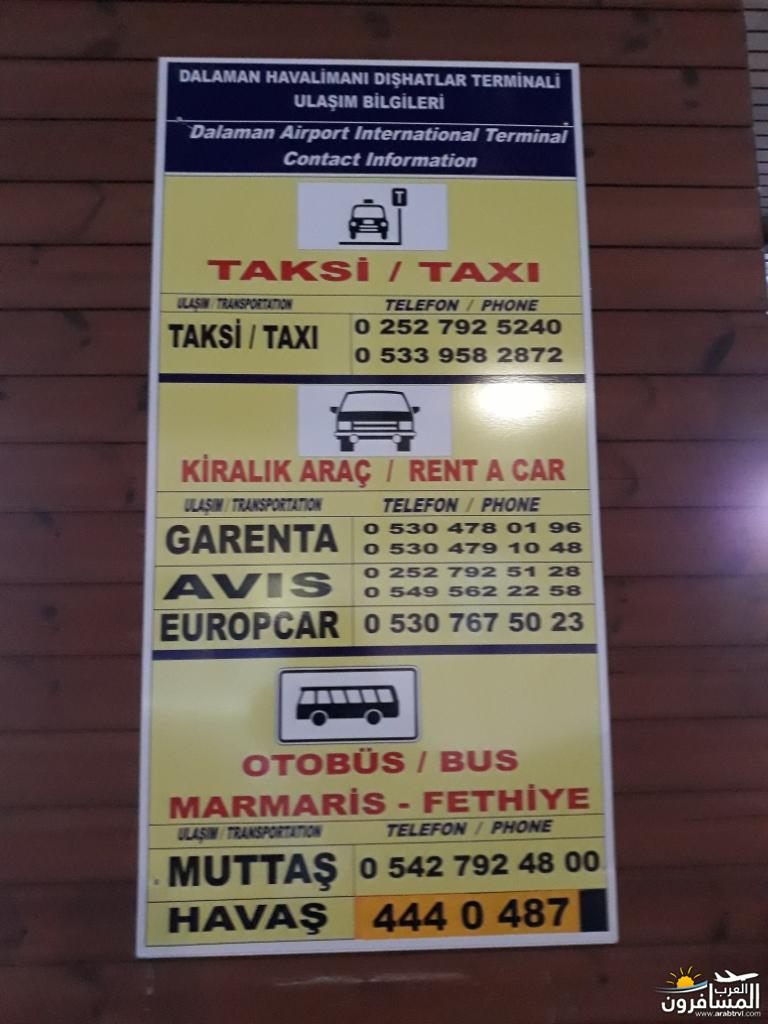 DALAMAN HAVALİMANI DIŞHATLAR TERMİNALİ
ULAŞIM BİLGİLERİ
Dalaman Airport International Terminal
Contact Information
T
TAKSİ / TAXI
ULAŞIM / TRANSPORTATION TELEFON / PHONE
TAKSİ / TAXI
0 252 792 5240
0 533 958 2872
KİRALIK ARAÇ / RENT A CAR
ULAŞIM / TRANSPORTATION TELEFON / PHONE
GARENTA
0 530 478 01 96
0 530 479 10 48
AVIS
0 252 792 51 28
0 549 562 22 58
EUROPCAR 0 530 767 50 23
OTOBÜS / BUS
MARMARİS - FETHİYE
ULAŞIM / TRANSPORTATION TELEFON / PHONE
MUTTAŞ 0 542 792 48 00
HAVAŞ 444 0 487
العرب
المسافرون
www.arabtrvl.com